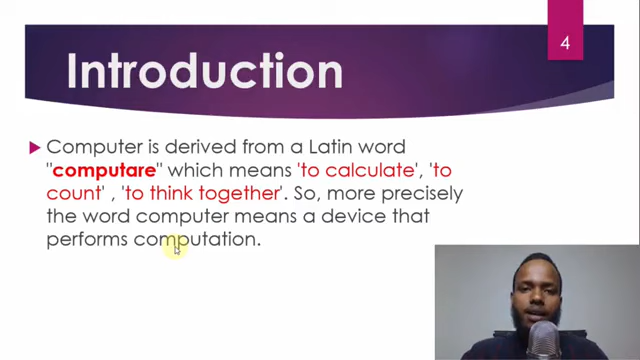 4
Introduction
Computer is derived from a Latin word
"computare" which means 'to calculate', 'to
count' , 'to think together'. So, more precisely
the word computer means a device that
performs computation.